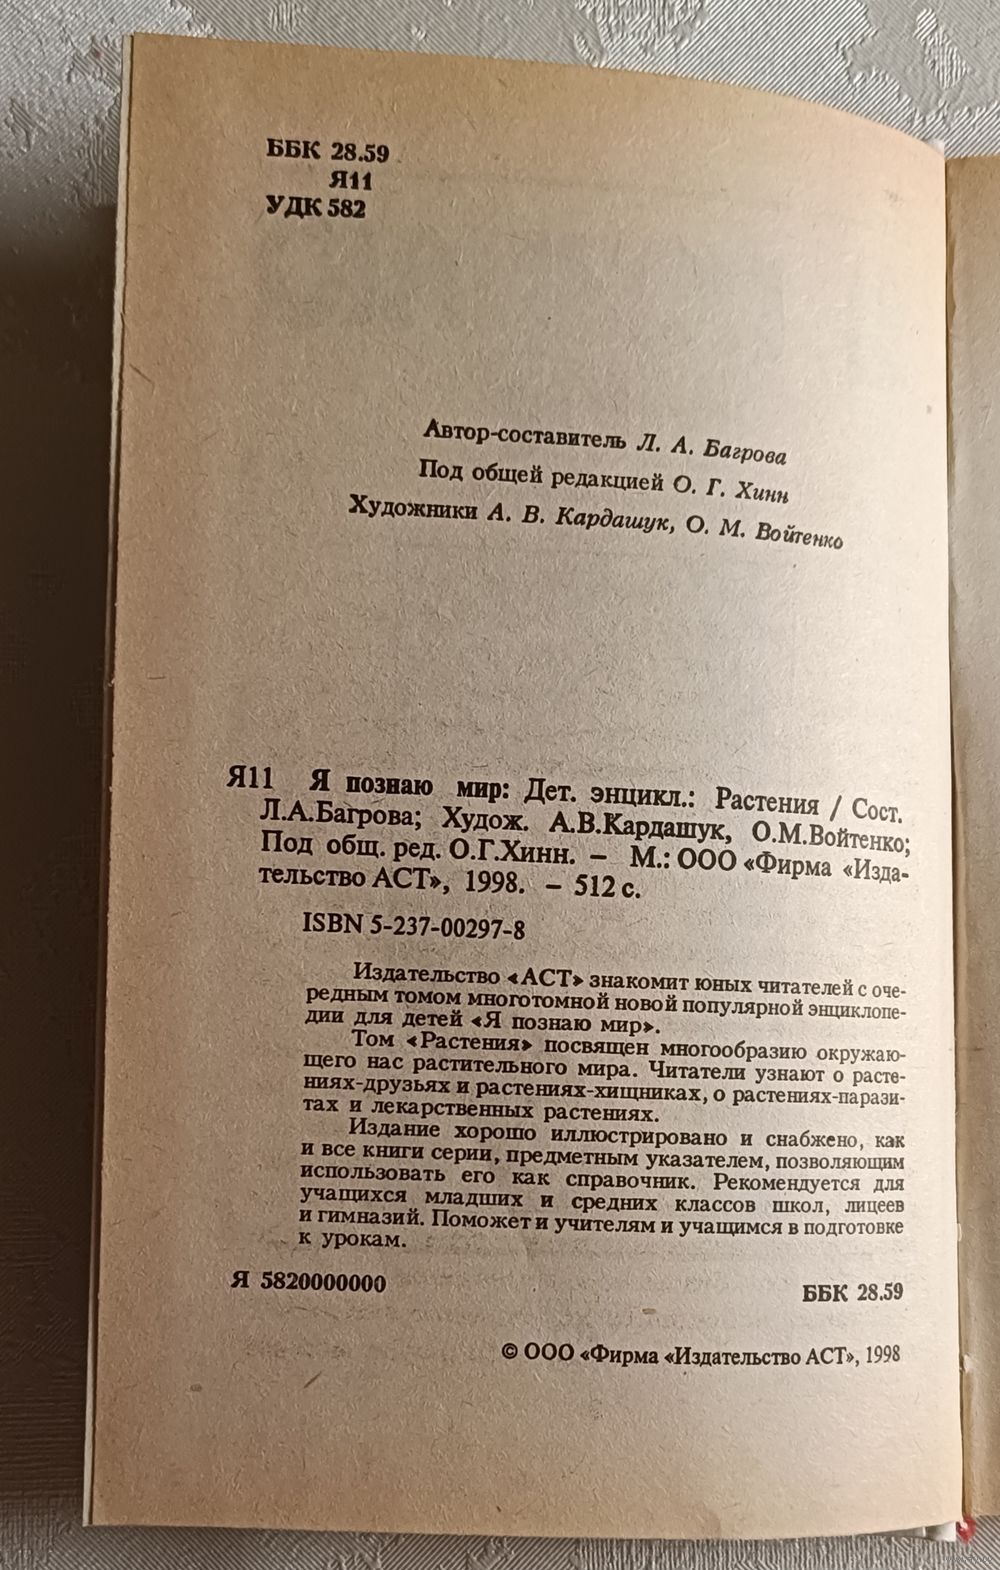 ББК 28.59
Я11
УДК 582
Автор-составитель Л. А. Багрова
Под общей редакцией О. Г. Хинн
Художники А. В. Кардашук, О. М. Войтенко
Я11 Я познаю мир: Дет. энцикл.: Растения / Сост.
Л.А.Багрова; Худож. А.В.Кардашук, О.М.Войтенко;
Под общ. ред. О.Г.Хинн. – М.: ООО «Фирма «Изда-
тельство АСТ», 1998. – 512 с.
ISBN 5-237-00297-8
Издательство «АСТ» знакомит юных читателей с оче-
редным томом многотомной новой популярной энциклопе-
дии для детей «Я познаю мир».
Том «Растения» посвящен многообразию окружаю-
щего нас растительного мира. Читатели узнают о расте-
ниях-друзьях и растениях-хищниках, о растениях-парази-
тах и лекарственных растениях.
Издание хорошо иллюстрировано и снабжено, как
и все книги серии, предметным указателем, позволяющим
использовать его как справочник. Рекомендуется для
учащихся младших и средних классов школ, лицеев
и гимназий. Поможет и учителям и учащимся в подготовке
к урокам.
Я 5820000000
ББК 28.59
© ООО «Фирма «Издательство АСТ», 1998